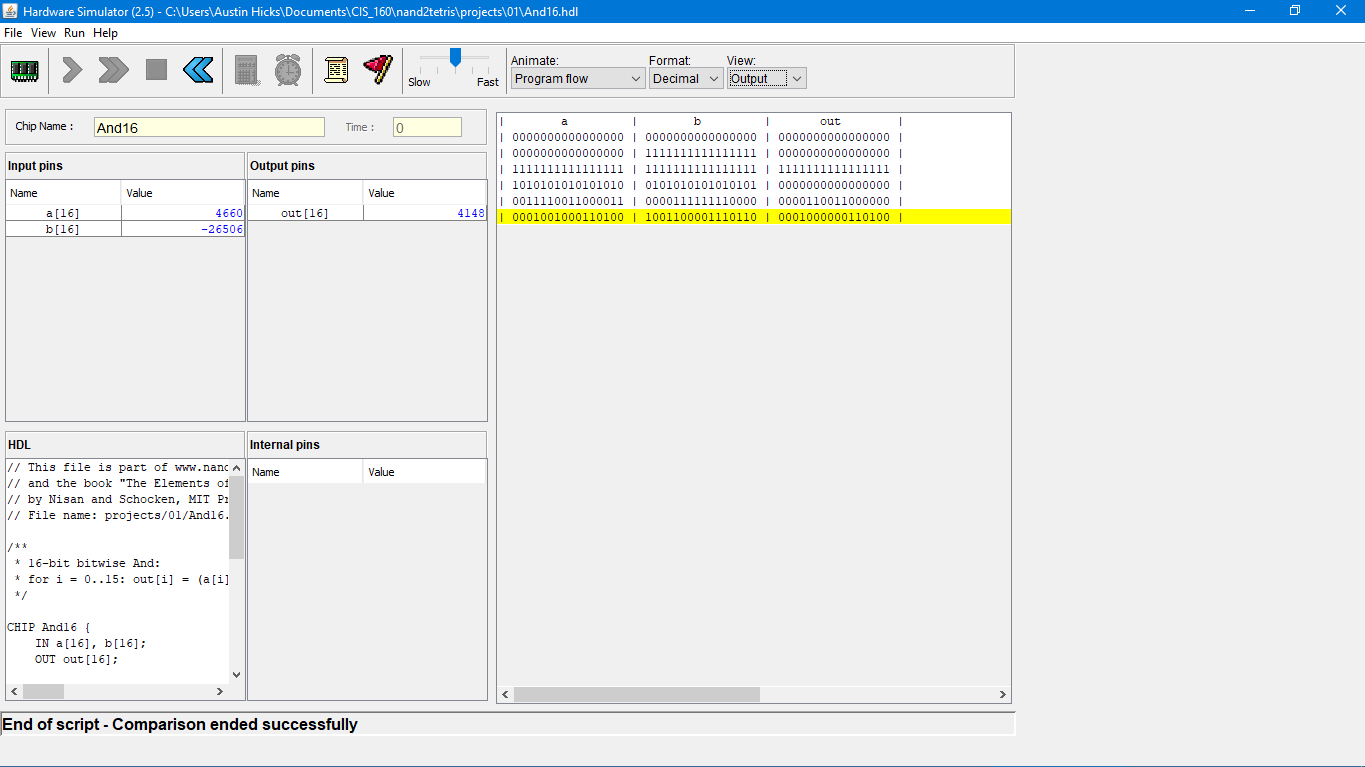 Hardware Simulator (2.5) - C:\Users\Austin Hicks\Documents\CIS_160\nand2tetris\projects\01\And16.hdl
File View Run Help
Slow Fast
Animate: Format: View:
Program flow Decimal Output
Chip Name : And16 Time : 0
Input pins
Name Value
a[16] 4660
b[16] -26506
Output pins
Name Value
out[16] 4148
HDL
// This file is part of www.nand
// and the book "The Elements of
// by Nisan and Schocken, MIT Pr
// File name: projects/01/And16.
/**
* 16-bit bitwise And:
* for i = 0..15: out[i] = (a[i]
*/
CHIP And16 {
IN a[16], b[16];
OUT out[16];
Internal pins
Name Value
| a | b | out |
| 0000000000000000 | 0000000000000000 | 0000000000000000 |
| 0000000000000000 | 1111111111111111 | 0000000000000000 |
| 1111111111111111 | 1111111111111111 | 1111111111111111 |
| 1010101010101010 | 0101010101010101 | 0000000000000000 |
| 0011110011000011 | 0000111111110000 | 0000110011000000 |
| 0001001000110100 | 1001100001110110 | 0001000000110100 |
End of script - Comparison ended successfully